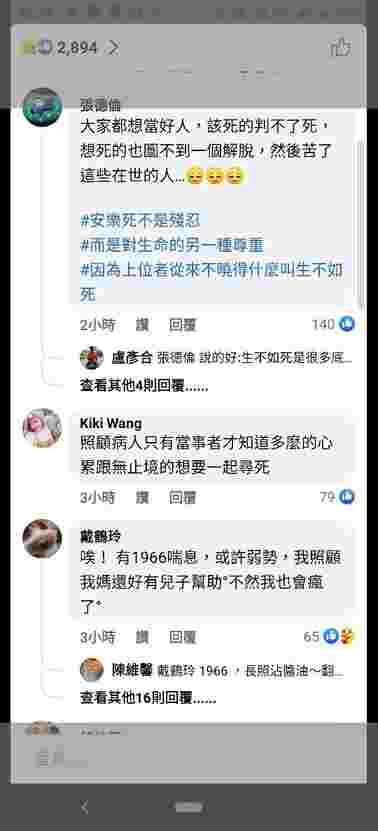 2,894
張德倫
大家都想當好人，該死的判不了死，
想死的也圖不到一個解脫，然後苦了
這些在世的人...😑😑😑
#安樂死不是殘忍
#而是對生命的另一種尊重
#因為上位者從來不曉得什麼叫生不如
死
2小時 讚 回覆 140
盧彥合 張德倫 說的好:生不如死是很多底...
查看其他4則回覆......
Kiki Wang
照顧病人只有當事者才知道多麼的心
累跟無止境的想要一起尋死
3小時 讚 回覆 79
戴鶴玲
唉！ 有1966喘息，或許弱勢，我照顧
我媽還好有兒子幫助°不然我也會瘋
了°
3小時 讚 回覆 65
陳維馨 戴鶴玲 1966 ，長照沾醬油～翻...
查看其他16則回覆......